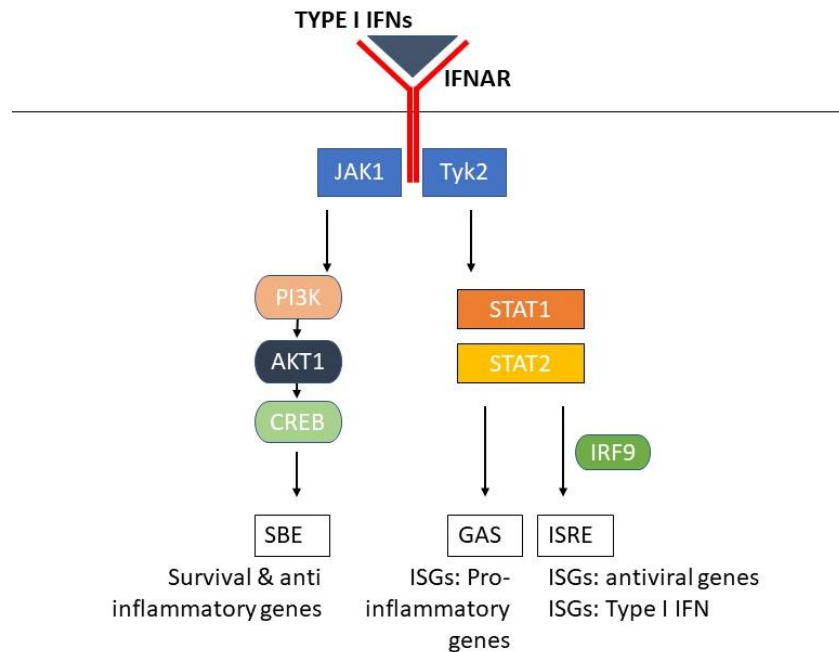 TYPE I IFNs
IFNAR
JAK1
Tyk2
PI3K
AKT1
CREB
STAT1
STAT2
IRF9
SBE
GAS
ISRE
Survival & anti
inflammatory genes
ISGs: Pro-
inflammatory
genes
ISGs: antiviral genes
ISGs: Type I IFN